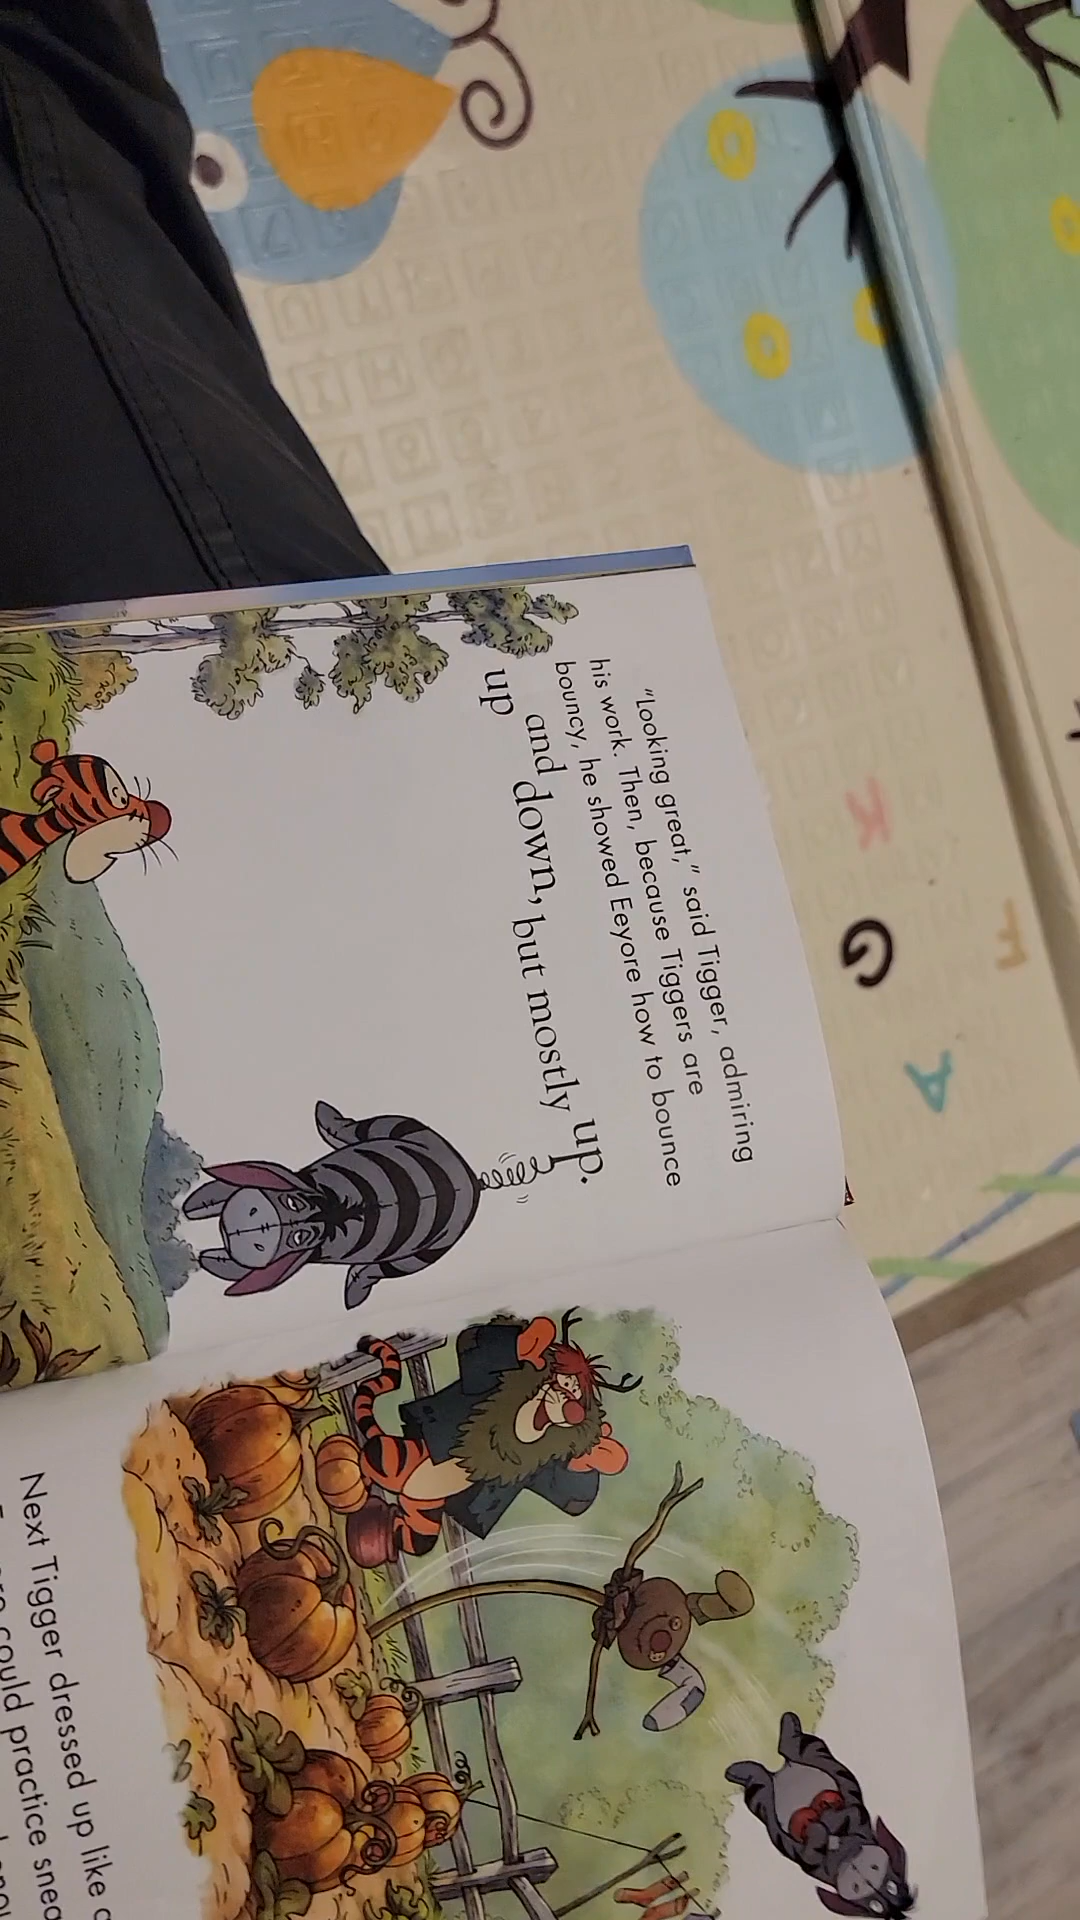 "Looking great," said Tigger, admiring
his work. Then, because Tiggers are
bouncy, he showed Eeyore how to bounce
up and down, but mostly up.
Next Tigger dressed up like
could practice
K
G
A